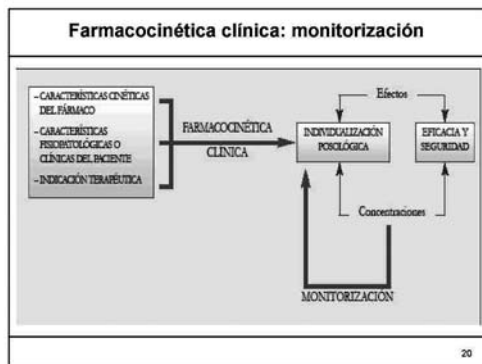 Farmacocinética clínica: monitorización
– CARACTERÍSTICAS CINÉTICAS
DEL FÁRMACO
– CARACTERÍSTICAS
FISIOPATOLÓGICAS O
CLÍNICAS DEL PACIENTE
– INDICACIÓN TERAPÉUTICA
FARMACOCINÉTICA
CLÍNICA
Efectos
INDIVIDUALIZACIÓN
POSOLÓGICA
EFICACIA Y
SEGURIDAD
Concentraciones
MONITORIZACIÓN
20